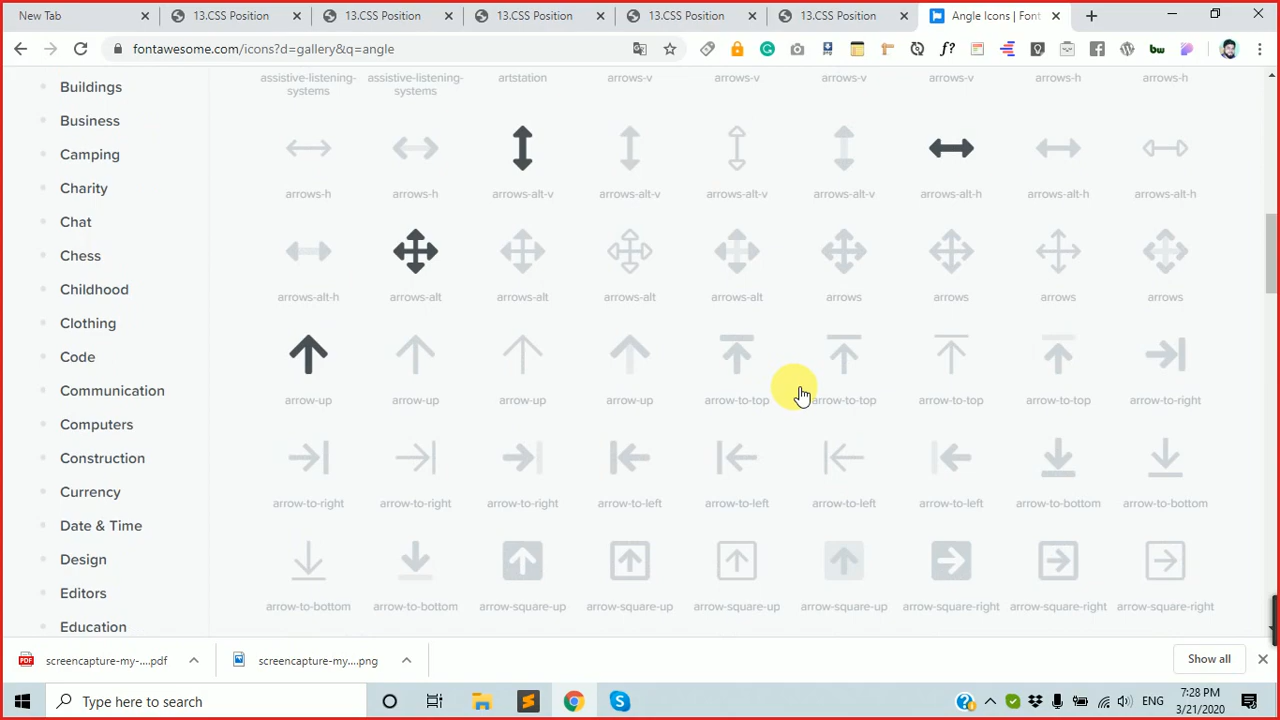 New Tab
13.CSS Position
13.CSS Position
13.CSS Position
13.CSS Position
13.CSS Position
Angle Icons | Font
fontawesome.com/icons?d=gallery&q=angle
Buildings
Business
Camping
Charity
Chat
Chess
Childhood
Clothing
Code
Communication
Computers
Construction
Currency
Date & Time
Design
Editors
Education
assistive-listening-
systems
assistive-listening-
systems
artstation
arrows-v
arrows-v
arrows-v
arrows-v
arrows-h
arrows-h
arrows-h
arrows-h
arrows-alt-v
arrows-alt-v
arrows-alt-v
arrows-alt-v
arrows-alt-h
arrows-alt-h
arrows-alt-h
arrows-alt-h
arrows-alt
arrows-alt
arrows-alt
arrows-alt
arrows
arrows
arrows
arrows
arrow-up
arrow-up
arrow-up
arrow-up
arrow-to-top
arrow-to-top
arrow-to-top
arrow-to-top
arrow-to-right
arrow-to-right
arrow-to-right
arrow-to-right
arrow-to-left
arrow-to-left
arrow-to-left
arrow-to-left
arrow-to-bottom
arrow-to-bottom
arrow-to-bottom
arrow-to-bottom
arrow-square-up
arrow-square-up
arrow-square-up
arrow-square-up
arrow-square-right
arrow-square-right
arrow-square-right
screencapture-my-....pdf
screencapture-my....png
Show all
Type here to search
ENG
7:28 PM
3/21/2020